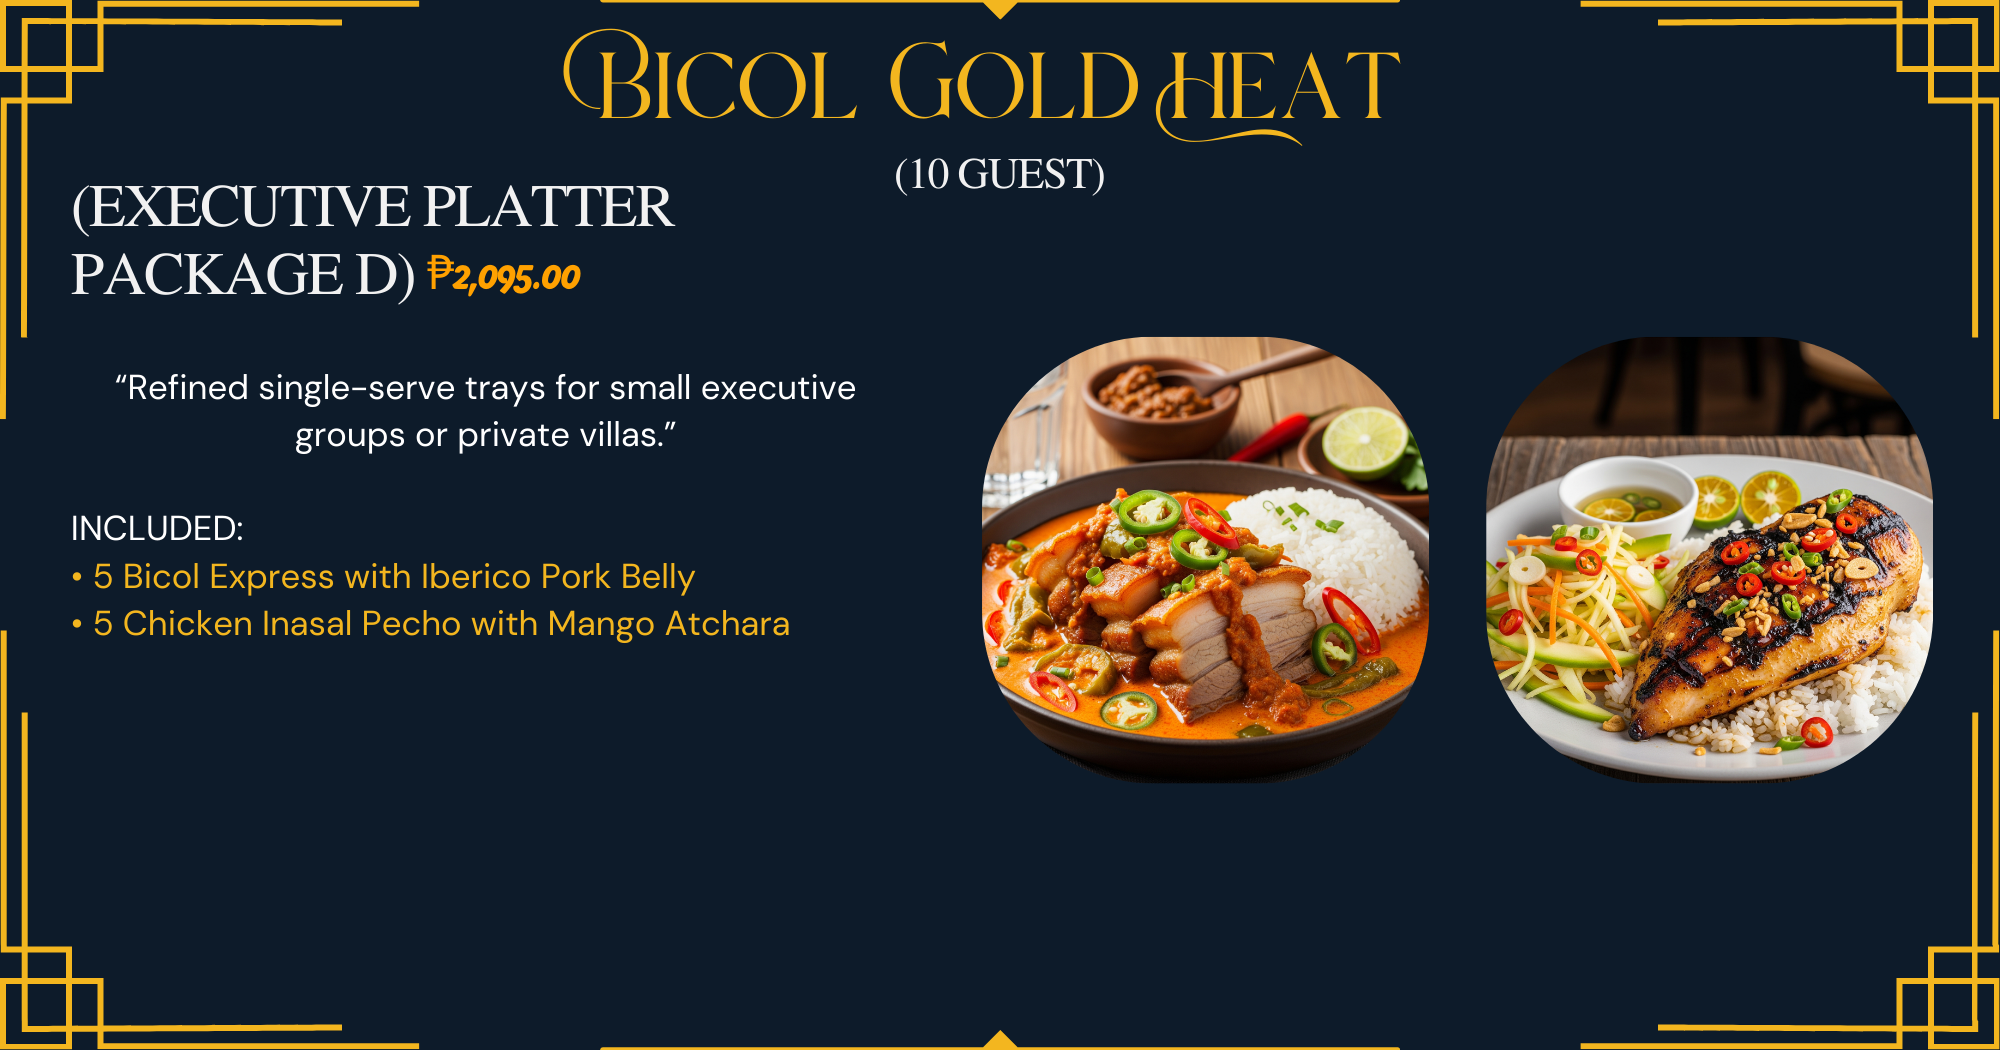 Bicol Gold Heat
(10 GUEST)
(EXECUTIVE PLATTER
PACKAGE D) ₱2,095.00
“Refined single-serve trays for small executive
groups or private villas.”
INCLUDED:
• 5 Bicol Express with Iberico Pork Belly
• 5 Chicken Inasal Pecho with Mango Atchara